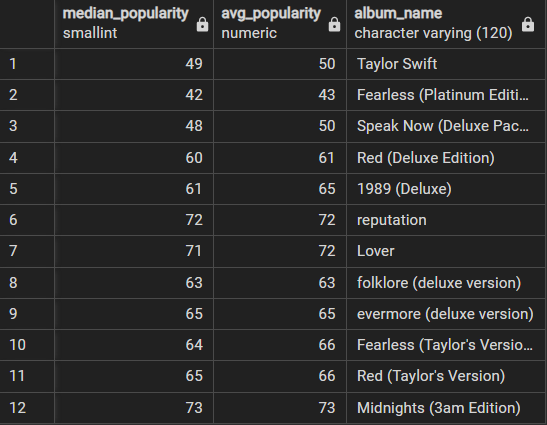 median_popularity avg_popularity album_name
smallint numeric character varying (120)
1 49 50 Taylor Swift
2 42 43 Fearless (Platinum Editi...
3 48 50 Speak Now (Deluxe Pac...
4 60 61 Red (Deluxe Edition)
5 61 65 1989 (Deluxe)
6 72 72 reputation
7 71 72 Lover
8 63 63 folklore (deluxe version)
9 65 65 evermore (deluxe version)
10 64 66 Fearless (Taylor's Versio...
11 65 66 Red (Taylor's Version)
12 73 73 Midnights (3am Edition)